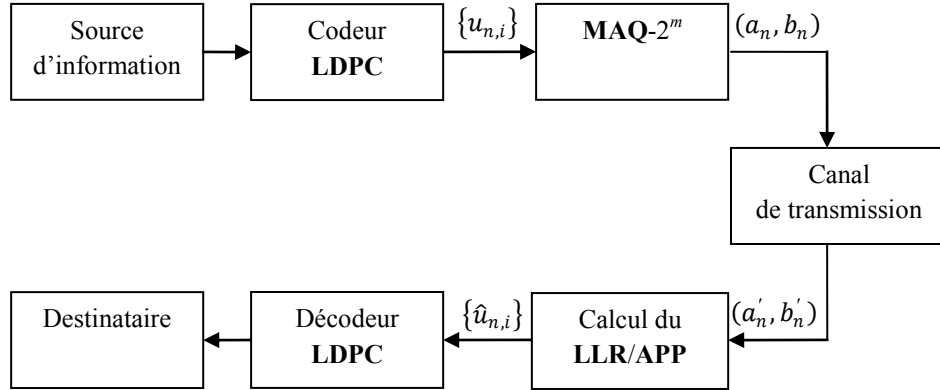 Source
d’information
Codeur
LDPC
{u_{n,i}}
MAQ-2^m
(a_n, b_n)
Canal
de transmission
(a'_n, b'_n)
Calcul du
LLR/APP
{û_{n,i}}
Décodeur
LDPC
Destinataire